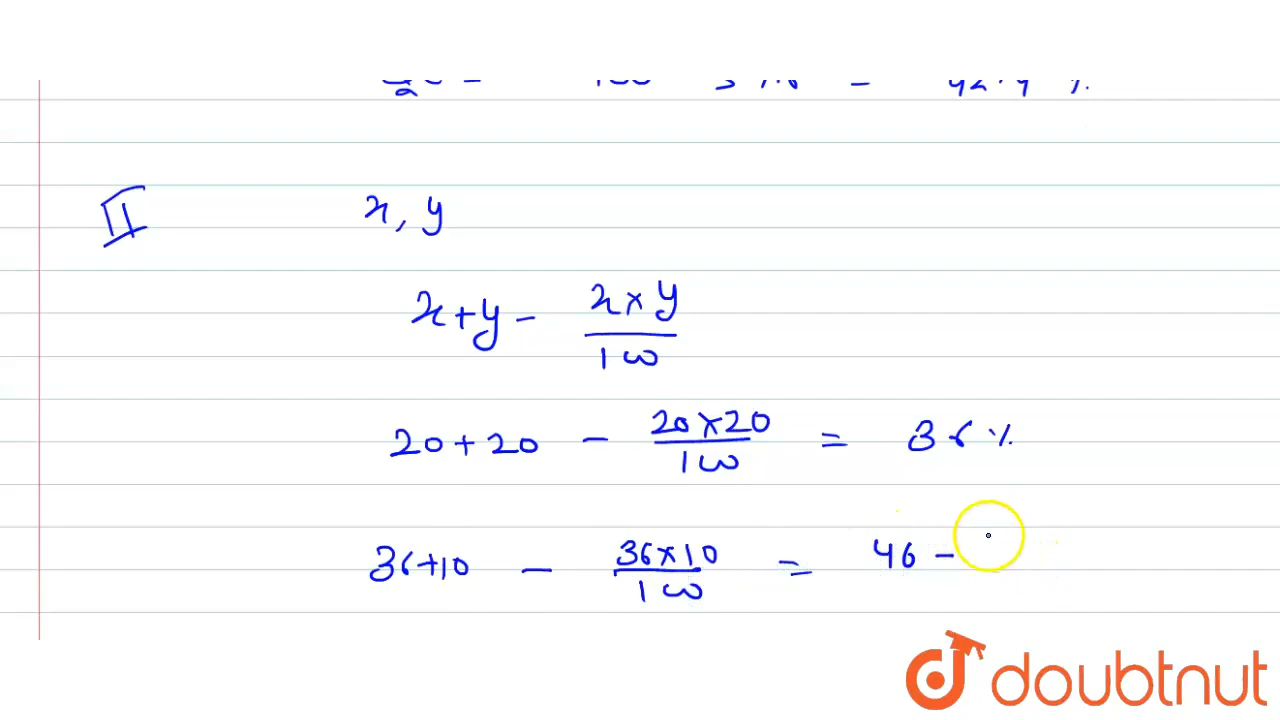 II x, y
x+y - x×y/100
20+20 - 20×20/100 = 36%
36+10 - 36×10/100 = 46 -
doubtnut